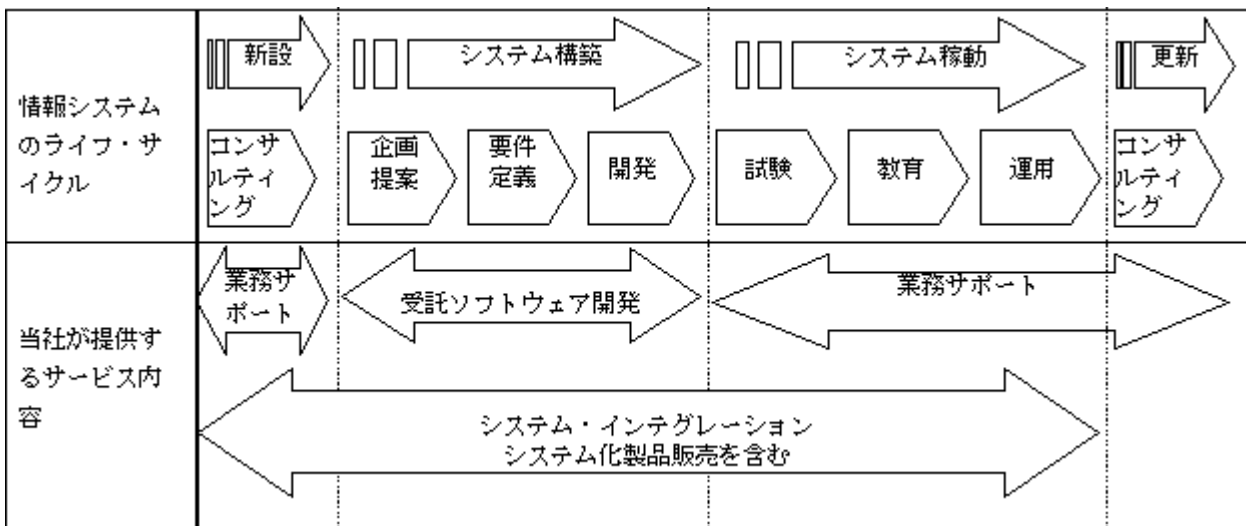 新設
システム構築
システム稼動
更新
情報システム
のライフ・サ
イクル
コンサ
ルティ
ング
企画
提案
要件
定義
開発
試験
教育
運用
コンサ
ルティ
ング
業務サ
ポート
受託ソフトウェア開発
業務サポート
当社が提供す
るサービス内
容
システム・インテグレーション
システム化製品販売を含む